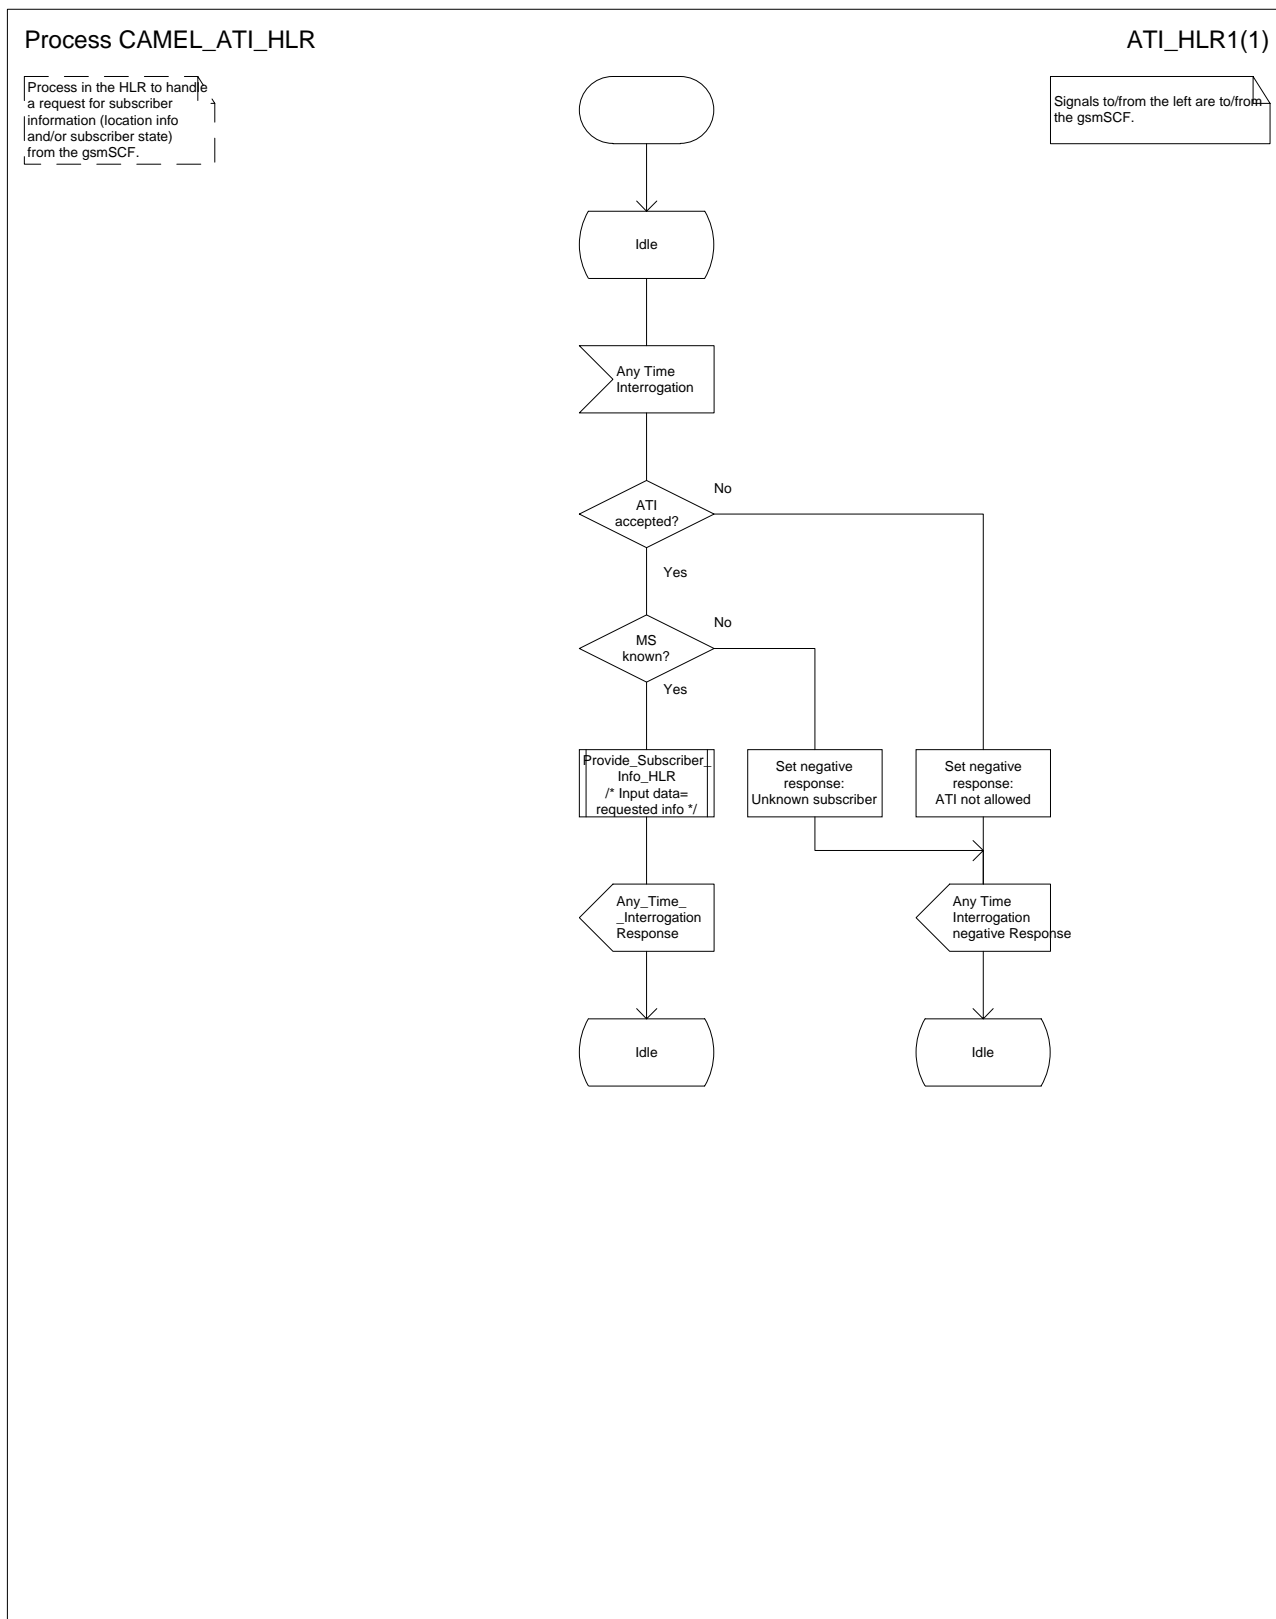 Process CAMEL_ATI_HLR
ATI_HLR1(1)
Process in the HLR to handle
a request for subscriber
information (location info
and/or subscriber state)
from the gsmSCF.
Signals to/from the left are to/from
the gsmSCF.
Idle
Any Time
Interrogation
ATI
accepted?
No
Yes
MS
known?
No
Yes
Provide_Subscriber_
Info_HLR
/* Input data=
requested info */
Set negative
response:
Unknown subscriber
Set negative
response:
ATI not allowed
Any_Time_
_Interrogation
Response
Any Time
Interrogation
negative Response
Idle
Idle